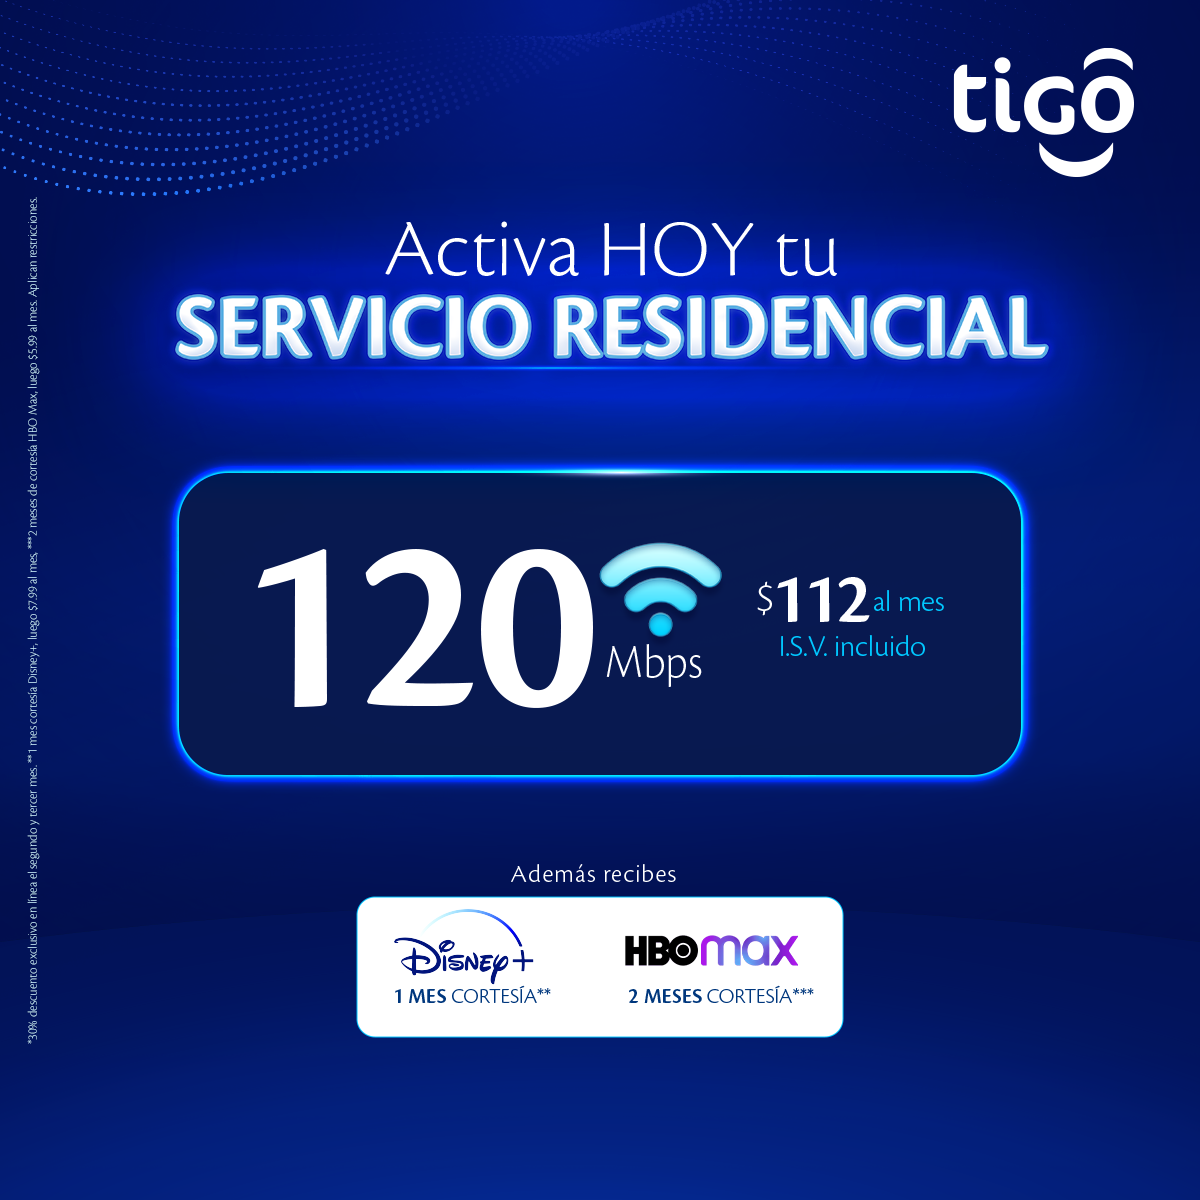 tigo
Activa HOY tu
SERVICIO RESIDENCIAL
120
Mbps
$112 al mes
I.S.V. incluido
Además recibes
Disney+
1 MES CORTESÍA**
HBOmax
2 MESES CORTESÍA***
*30% descuento exclusivo en línea el segundo y tercer mes. **1 mes cortesía Disney+, luego $7.99 al mes. ***2 meses de cortesía HBO Max, luego $5.99 al mes. Aplican restricciones.